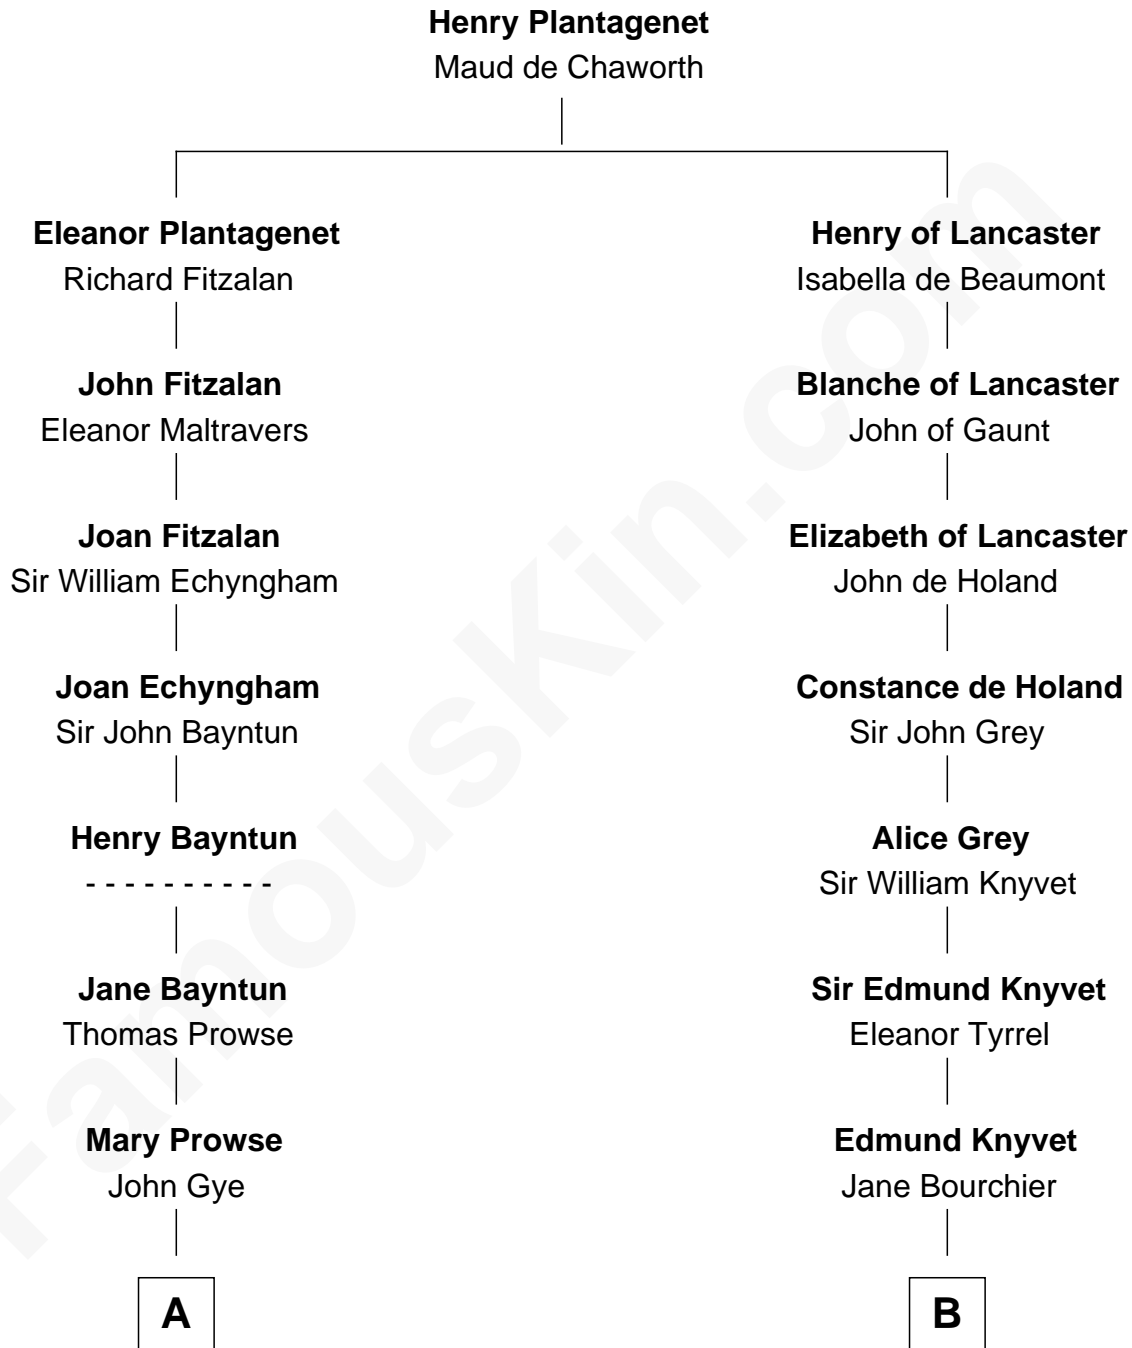 Henry Plantagenet
Maud de Chaworth
Eleanor Plantagenet
Richard Fitzalan
Henry of Lancaster
Isabella de Beaumont
John Fitzalan
Eleanor Maltravers
Blanche of Lancaster
John of Gaunt
Joan Fitzalan
Sir William Echyngham
Elizabeth of Lancaster
John de Holand
Joan Echyngham
Sir John Bayntun
Constance de Holand
Sir John Grey
Henry Bayntun
- - - - - - - - - -
Alice Grey
Sir William Knyvet
Jane Bayntun
Thomas Prowse
Sir Edmund Knyvet
Eleanor Tyrrel
Mary Prowse
John Gye
Edmund Knyvet
Jane Bourchier
A
B
FamousKin.com